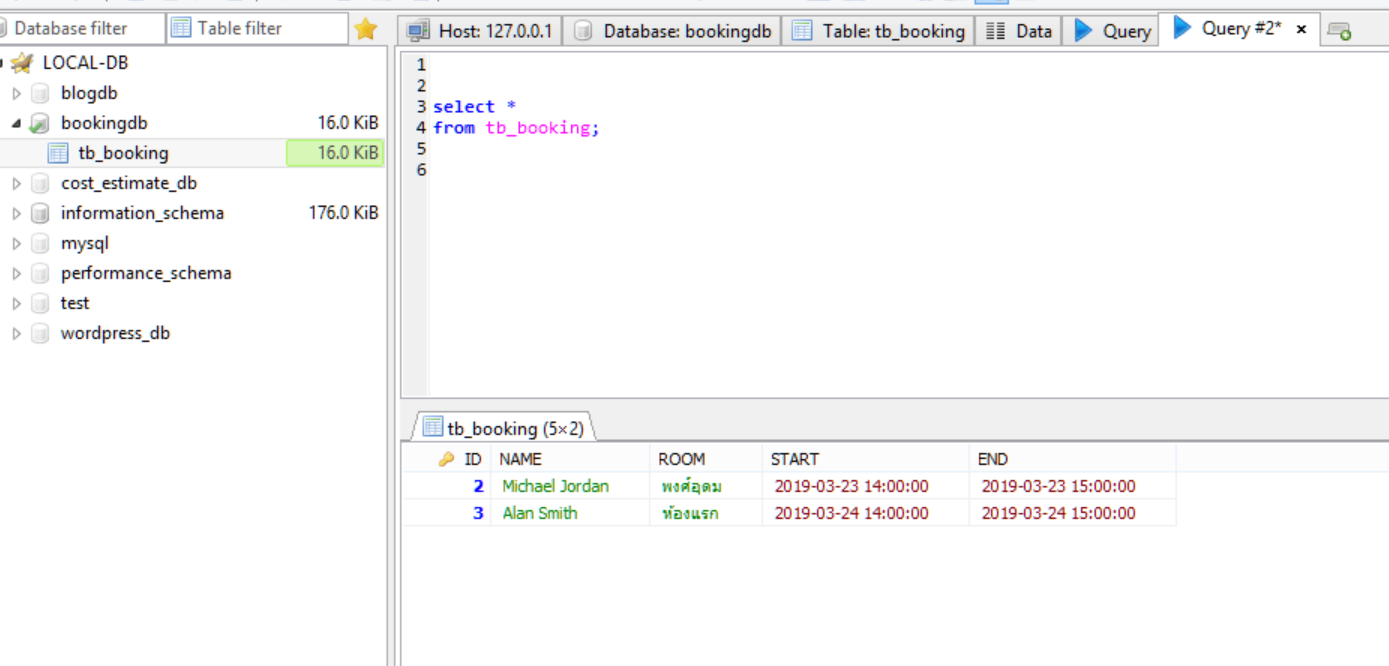 Database filter
Table filter
LOCAL-DB
blogdb
bookingdb 16.0 KiB
tb_booking 16.0 KiB
cost_estimate_db
information_schema 176.0 KiB
mysql
performance_schema
test
wordpress_db
Host: 127.0.0.1
Database: bookingdb
Table: tb_booking
Data
Query
Query #2* ×
1
2
3 select *
4 from tb_booking;
5
6
tb_booking (5×2)
ID NAME ROOM START END
2 Michael Jordan พงศ์อุดม 2019-03-23 14:00:00 2019-03-23 15:00:00
3 Alan Smith ห้องแรก 2019-03-24 14:00:00 2019-03-24 15:00:00